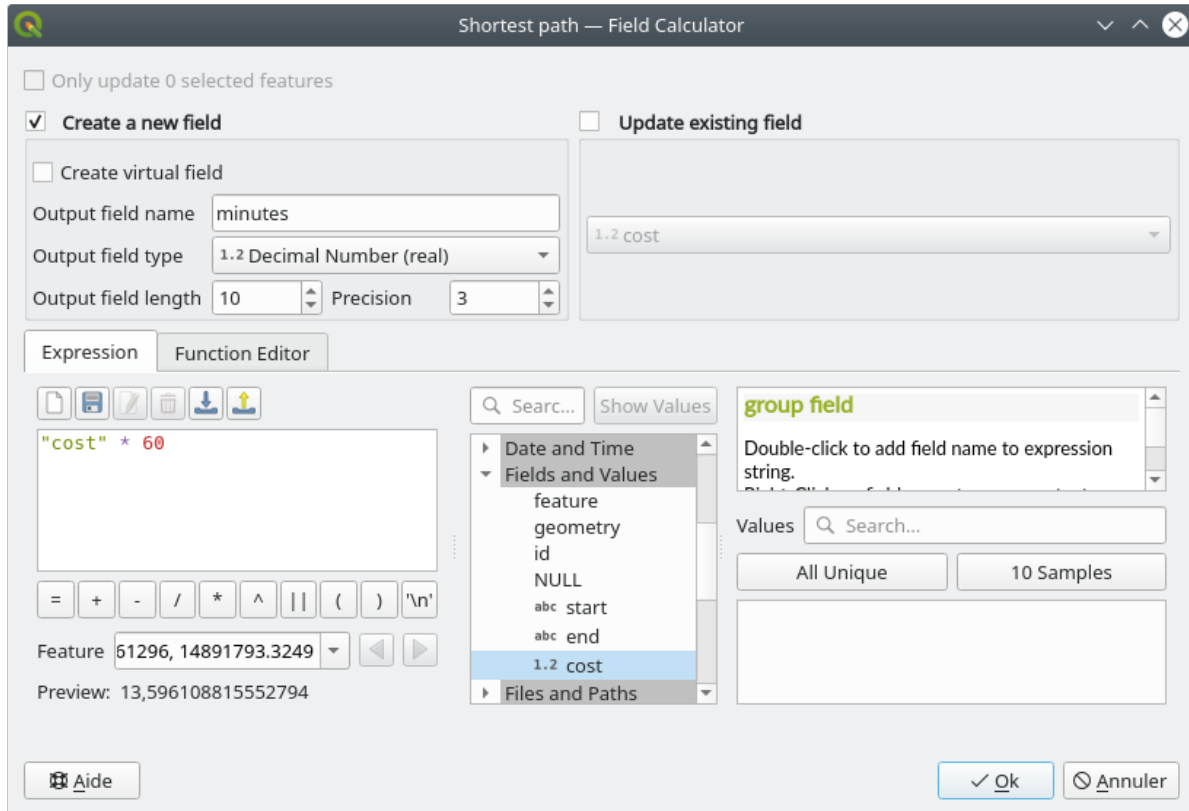 Shortest path — Field Calculator
Only update 0 selected features
Create a new field
Update existing field
Create virtual field
Output field name minutes
1.2 cost
Output field type 1.2 Decimal Number (real)
Output field length 10 Precision 3
Expression Function Editor
Searc... Show Values
group field
"cost" * 60
Date and Time
Fields and Values
feature
geometry
id
NULL
abc start
abc end
1.2 cost
Files and Paths
Double-click to add field name to expression
string.
Values Search...
All Unique 10 Samples
= + - / * ^ || ( ) '\n'
Feature 61296, 14891793.3249
Preview: 13,596108815552794
Aide
Ok Annuler